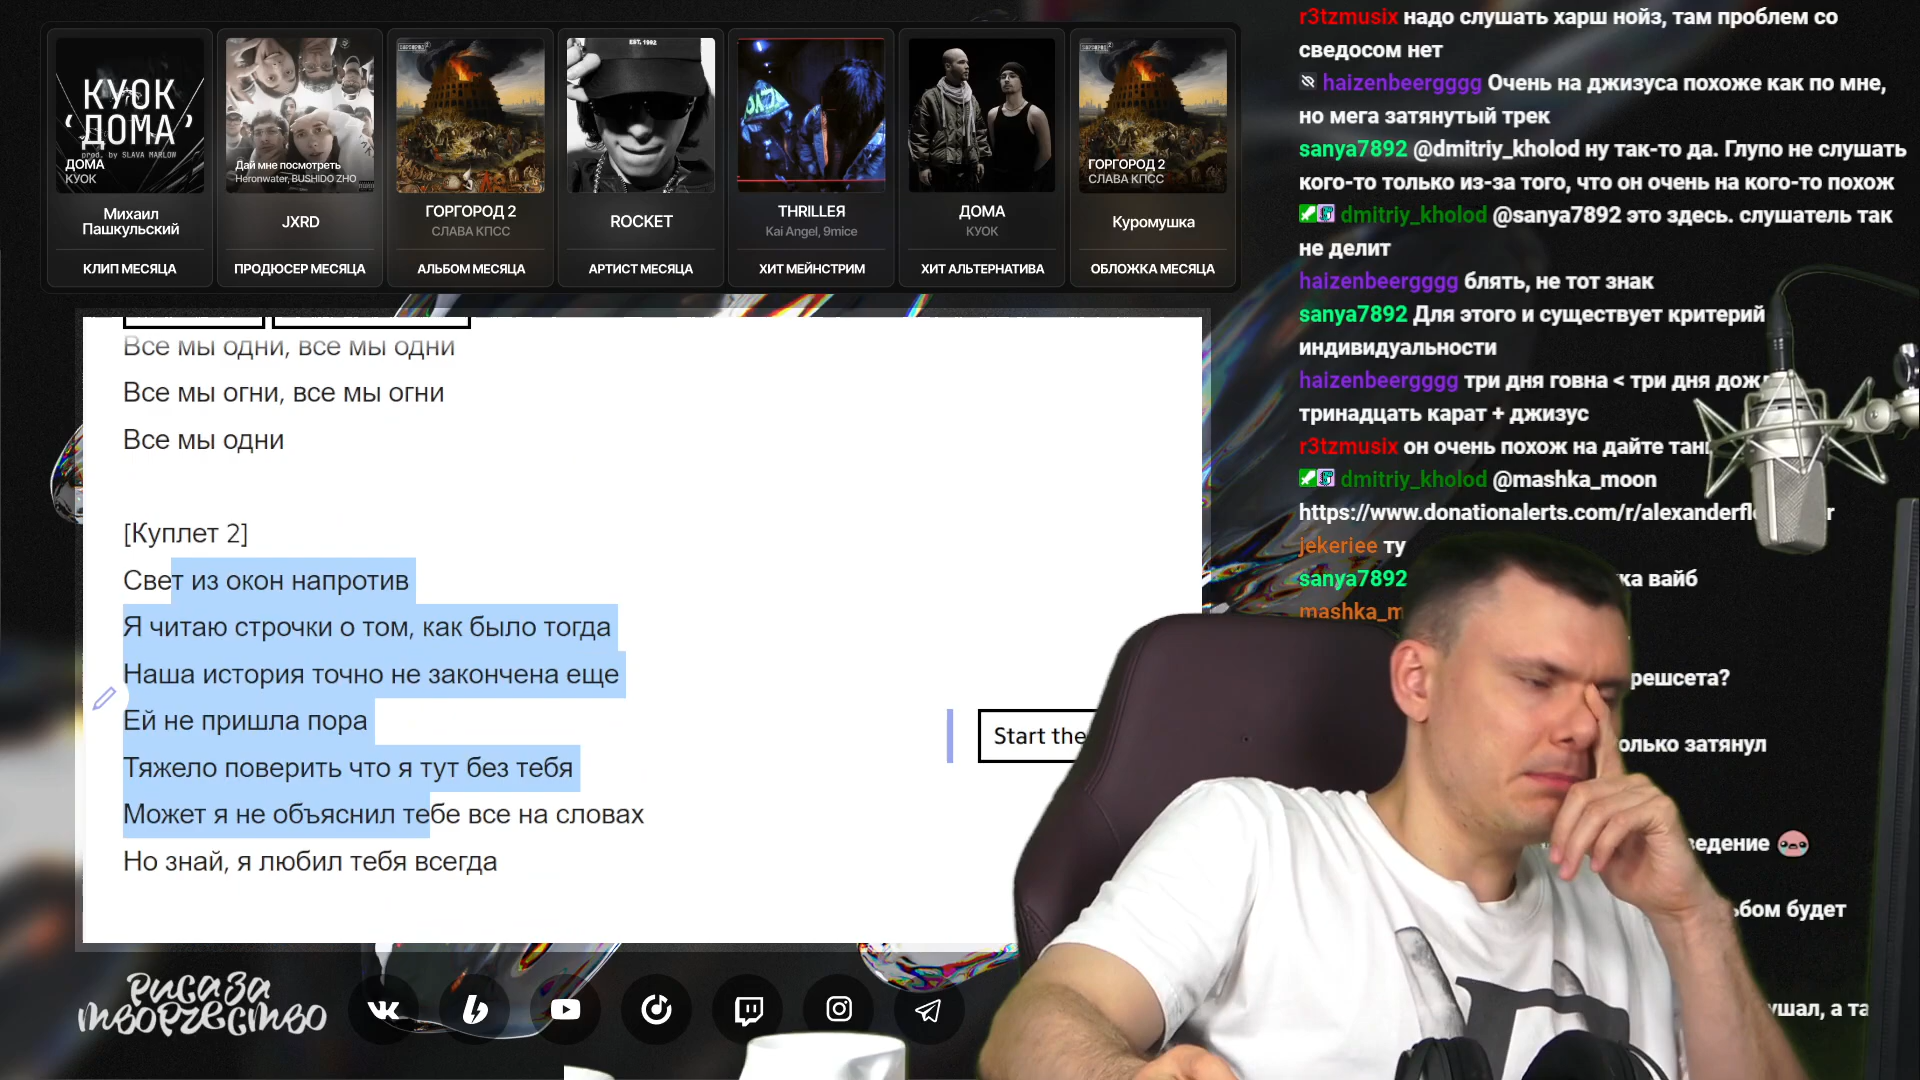 КУОК
‘ДОМА’
prod. by SLAVA MARLOW
ДОМА
КУОК
Михаил
Пашкульский
КЛИП МЕСЯЦА
Дай мне посмотреть
Heronwater, BUSHIDO ZHO
JXRD
ПРОДЮСЕР МЕСЯЦА
ГОРГОРОД 2
СЛАВА КПСС
АЛЬБОМ МЕСЯЦА
EST. 1992
ROCKET
АРТИСТ МЕСЯЦА
THRILLEЯ
Kai Angel, 9mice
ХИТ МЕЙНСТРИМ
ДОМА
КУОК
ХИТ АЛЬТЕРНАТИВА
ГОРГОРОД 2
СЛАВА КПСС
Куромушка
ОБЛОЖКА МЕСЯЦА
Все мы одни, все мы одни
Все мы огни, все мы огни
Все мы одни
[Куплет 2]
Свет из окон напротив
Я читаю строчки о том, как было тогда
Наша история точно не закончена еще
Ей не пришла пора
Тяжело поверить что я тут без тебя
Может я не объяснил тебе все на словах
Но знай, я любил тебя всегда
Start the
рисаза
творчество
r3tzmusix надо слушать харш нойз, там проблем со
сведосом нет
haizenbeergggg Очень на джизуса похоже как по мне,
но мега затянутый трек
sanya7892 @dmitriy_kholod ну так-то да. Глупо не слушать
кого-то только из-за того, что он очень на кого-то похож
dmitriy_kholod @sanya7892 это здесь. слушатель так
не делит
haizenbeergggg блять, не тот знак
sanya7892 Для этого и существует критерий
индивидуальности
haizenbeergggg три дня говна < три дня дож
тринадцать карат + джизус
r3tzmusix он очень похож на дайте тан
dmitriy_kholod @mashka_moon
https://www.donationalerts.com/r/alexanderfl
jekeriee ту
sanya7892 ка вайб
mashka_m
решсета?
олько затянул
ведение
ьбом будет
ушал, а та